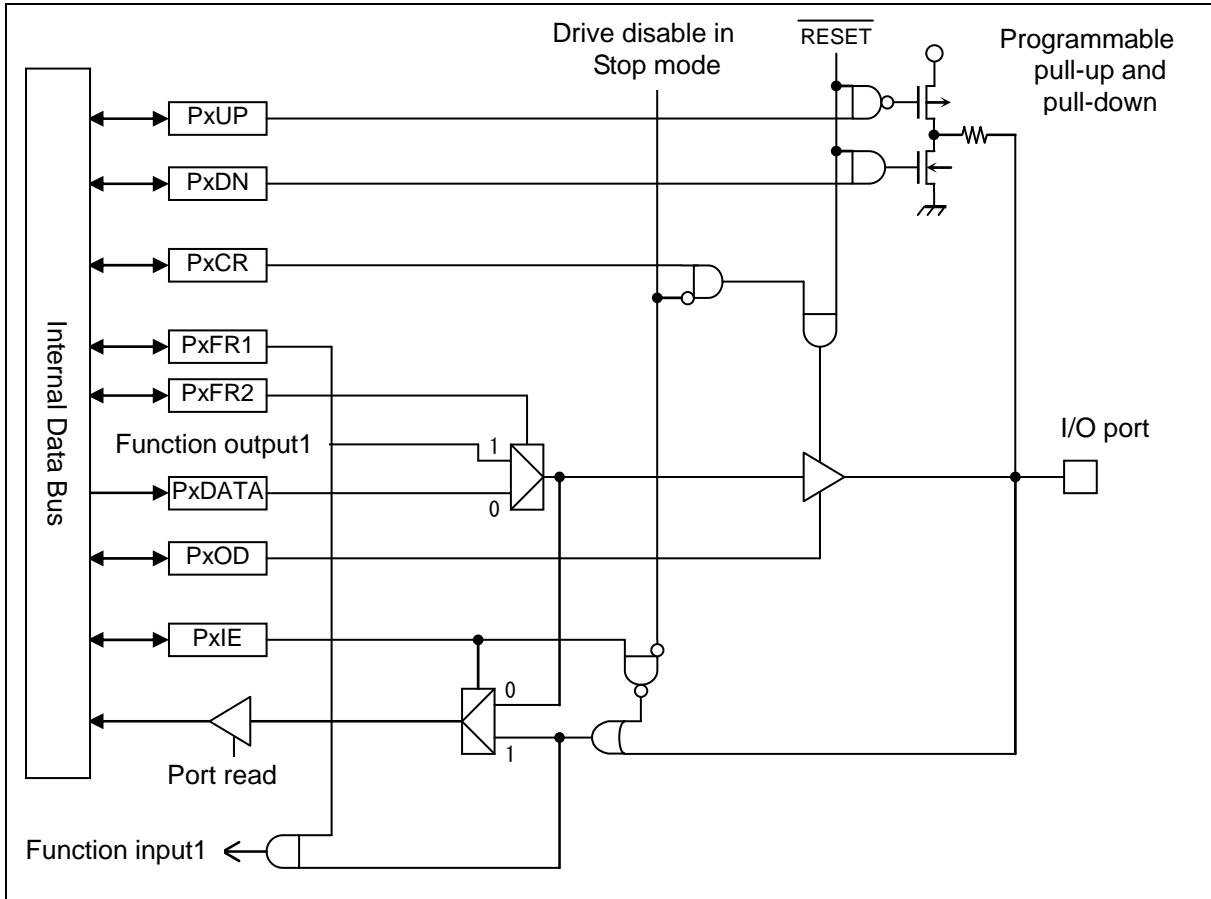 Drive disable in
Stop mode
RESET
Programmable
pull-up and
pull-down
Internal Data Bus
PxUP
PxDN
PxCR
PxFR1
PxFR2
Function output1
1
PxDATA
0
I/O port
PxOD
PxIE
0
1
Port read
Function input1